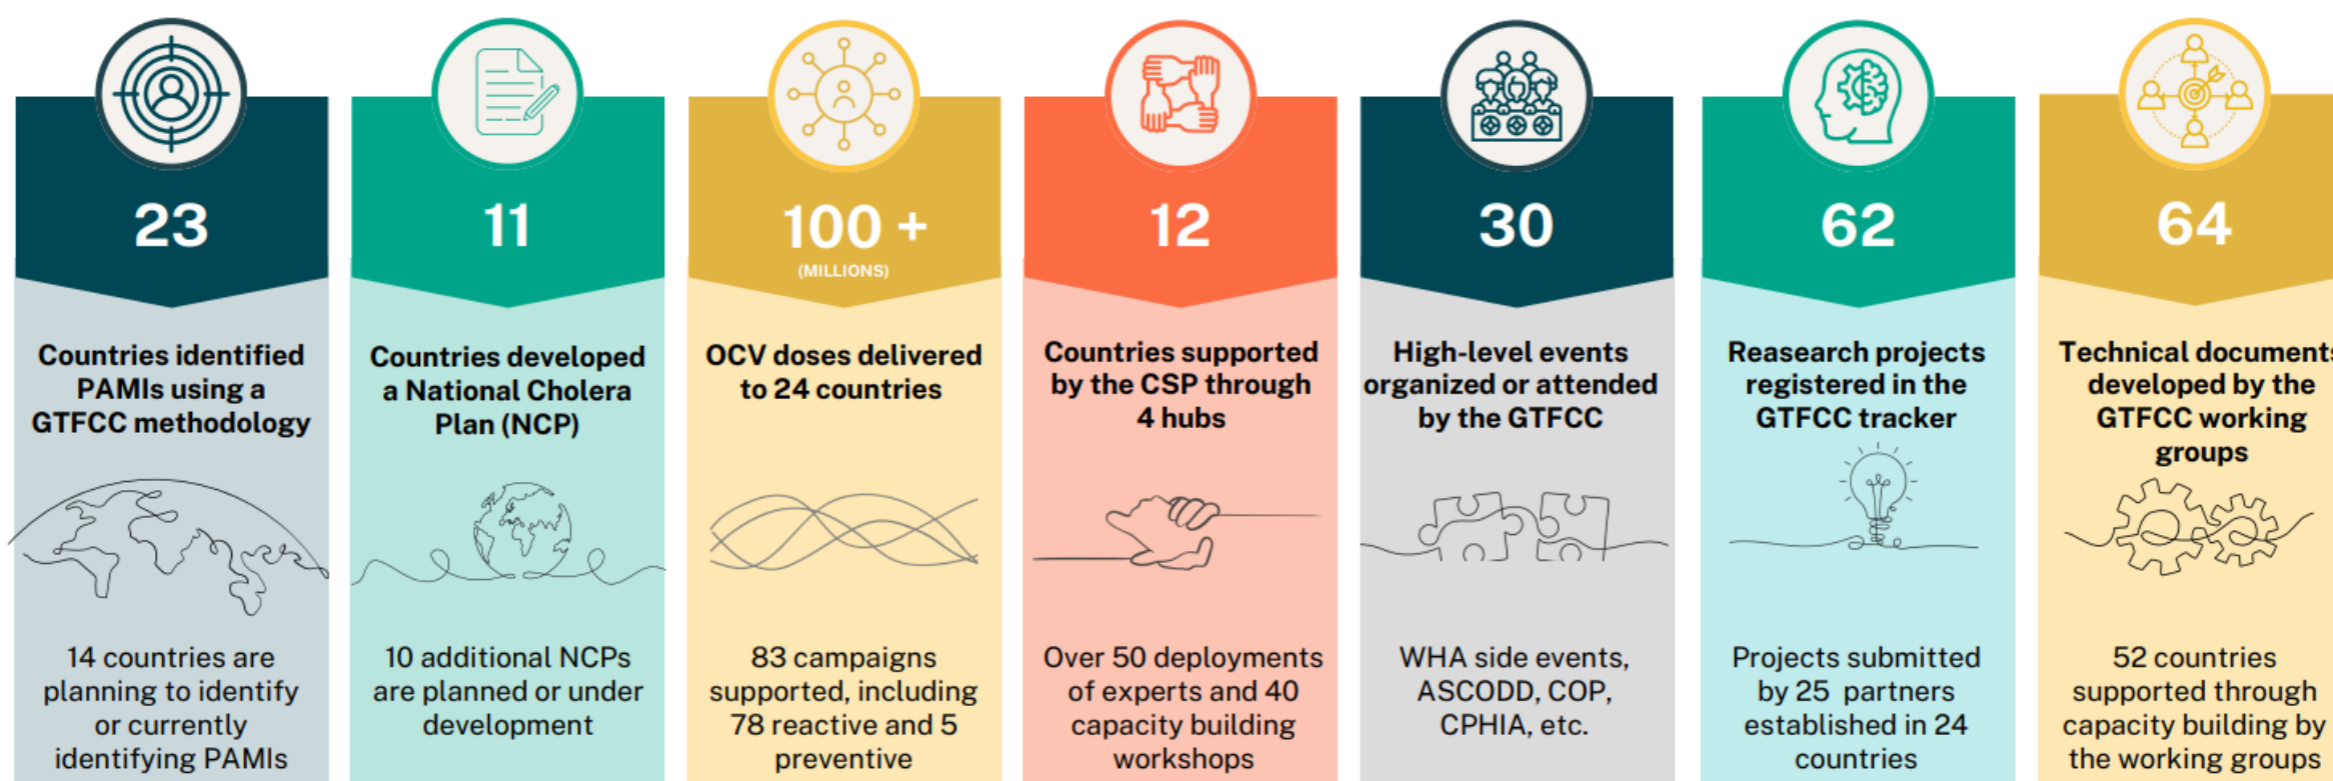 23
Countries identified
PAMIs using a
GTFCC methodology
14 countries are
planning to identify
or currently
identifying PAMIs
11
Countries developed
a National Cholera
Plan (NCP)
10 additional NCPs
are planned or under
development
100 +
(MILLIONS)
OCV doses delivered
to 24 countries
83 campaigns
supported, including
78 reactive and 5
preventive
12
Countries supported
by the CSP through
4 hubs
Over 50 deployments
of experts and 40
capacity building
workshops
30
High-level events
organized or attended
by the GTFCC
WHA side events,
ASCODD, COP,
CPHIA, etc.
62
Reasearch projects
registered in the
GTFCC tracker
Projects submitted
by 25 partners
established in 24
countries
64
Technical documents
developed by the
GTFCC working
groups
52 countries
supported through
capacity building by
the working groups